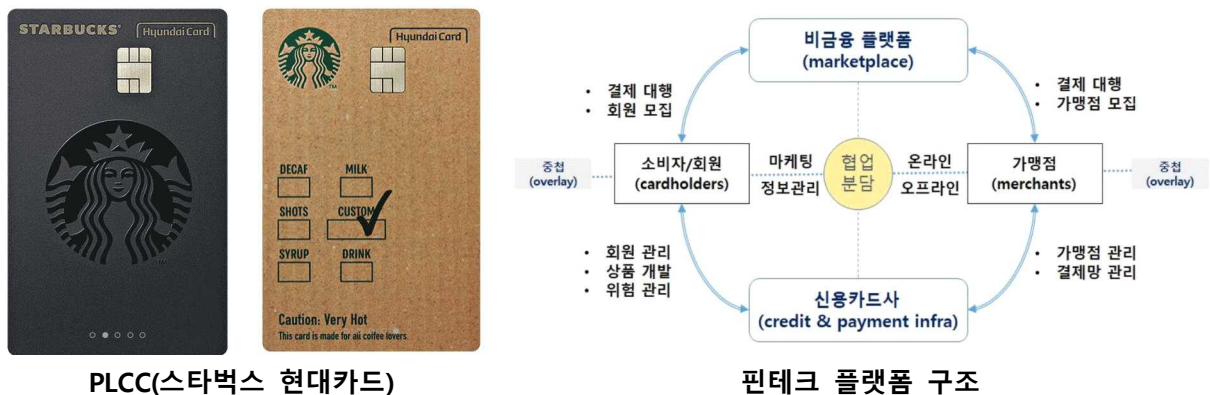 STARBUCKS®
Hyundai Card
Hyundai Card
DECAF
MILK
SHOTS
CUSTOM
SYRUP
DRINK
Caution: Very Hot
This card is made for all coffee lovers.
PLCC(스타벅스 현대카드)
비금융 플랫폼
(marketplace)
• 결제 대행
• 회원 모집
• 결제 대행
• 가맹점 모집
중첩
(overlay)
소비자/회원
(cardholders)
마케팅
정보관리
협업
분담
온라인
오프라인
가맹점
(merchants)
중첩
(overlay)
• 회원 관리
• 상품 개발
• 위험 관리
• 가맹점 관리
• 결제망 관리
신용카드사
(credit & payment infra)
핀테크 플랫폼 구조